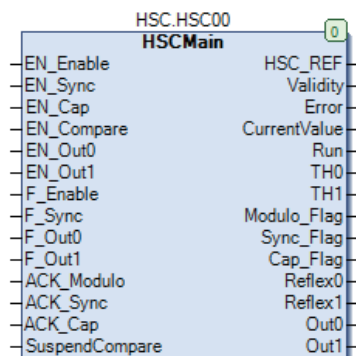 HSC.HSC00
0
HSCMain
EN_Enable HSC_REF
EN_Sync Validity
EN_Cap Error
EN_Compare CurrentValue
EN_Out0 Run
EN_Out1 TH0
F_Enable TH1
F_Sync Modulo_Flag
F_Out0 Sync_Flag
F_Out1 Cap_Flag
ACK_Modulo Reflex0
ACK_Sync Reflex1
ACK_Cap Out0
SuspendCompare Out1